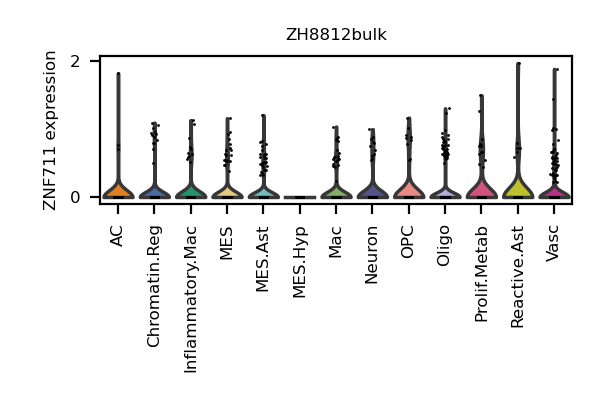 ZH8812bulk
ZNF711 expression
2
0
AC
Chromatin.Reg
Inflammatory.Mac
MES
MES.Ast
MES.Hyp
Mac
Neuron
OPC
Oligo
Prolif.Metab
Reactive.Ast
Vasc